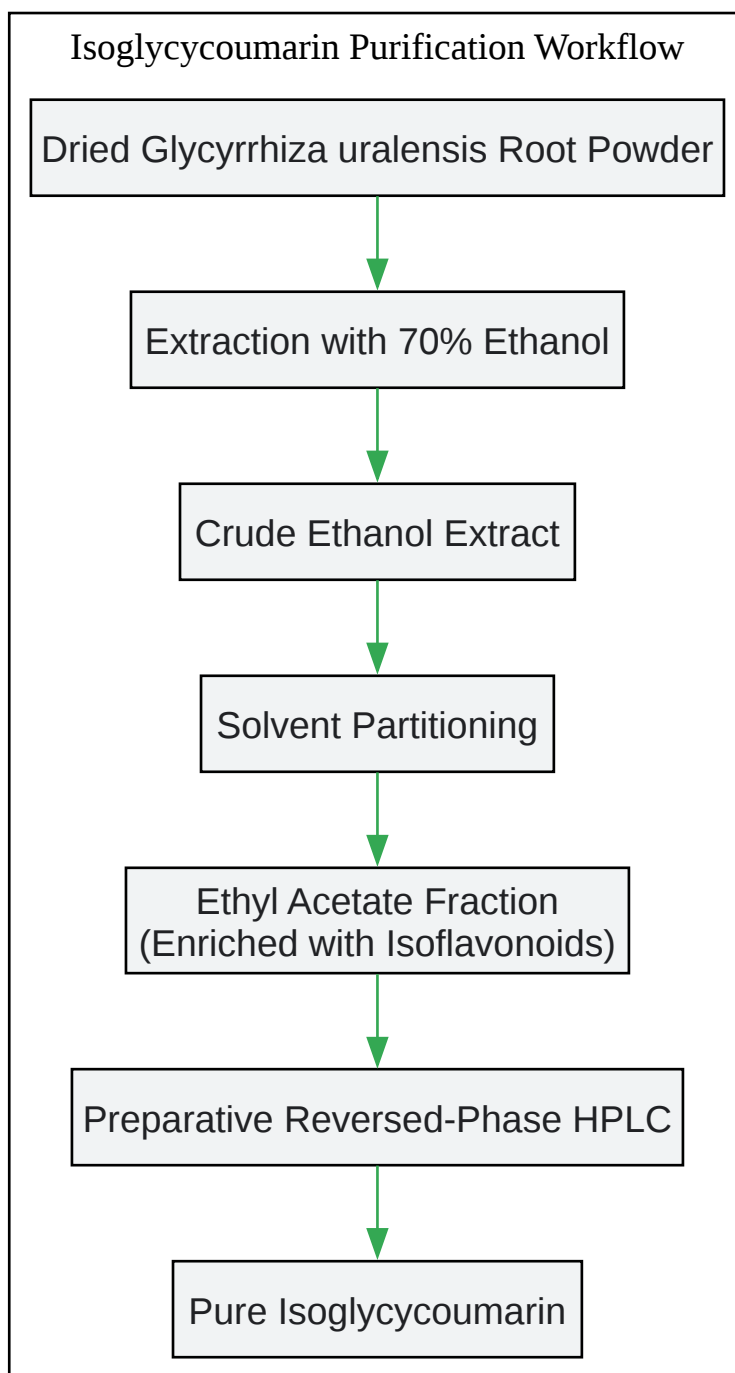 Isoglycycoumarin Purification Workflow
Dried Glycyrrhiza uralensis Root Powder
Extraction with 70% Ethanol
Crude Ethanol Extract
Solvent Partitioning
Ethyl Acetate Fraction
(Enriched with Isoflavonoids)
Preparative Reversed-Phase HPLC
Pure Isoglycycoumarin